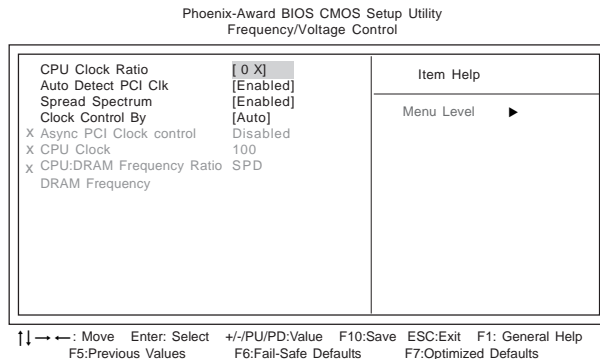 Phoenix-Award BIOS CMOS Setup Utility
Frequency/Voltage Control
CPU Clock Ratio [ 0 X]
Auto Detect PCI Clk [Enabled]
Spread Spectrum [Enabled]
Clock Control By [Auto]
x Async PCI Clock control Disabled
x CPU Clock 100
x CPU:DRAM Frequency Ratio SPD
DRAM Frequency
Item Help
Menu Level ▶
↑↓→←: Move Enter: Select +/-/PU/PD:Value F10:Save ESC:Exit F1: General Help
F5:Previous Values F6:Fail-Safe Defaults F7:Optimized Defaults